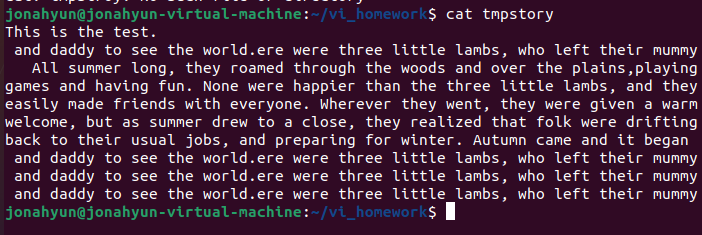 jonahyun@jonahyun-virtual-machine:~/vi_homework$ cat tmpstory
This is the test.
 and daddy to see the world.ere were three little lambs, who left their mummy
   All summer long, they roamed through the woods and over the plains,playing
games and having fun. None were happier than the three little lambs, and they
easily made friends with everyone. Wherever they went, they were given a warm
welcome, but as summer drew to a close, they realized that folk were drifting
back to their usual jobs, and preparing for winter. Autumn came and it began
 and daddy to see the world.ere were three little lambs, who left their mummy
 and daddy to see the world.ere were three little lambs, who left their mummy
 and daddy to see the world.ere were three little lambs, who left their mummy
jonahyun@jonahyun-virtual-machine:~/vi_homework$